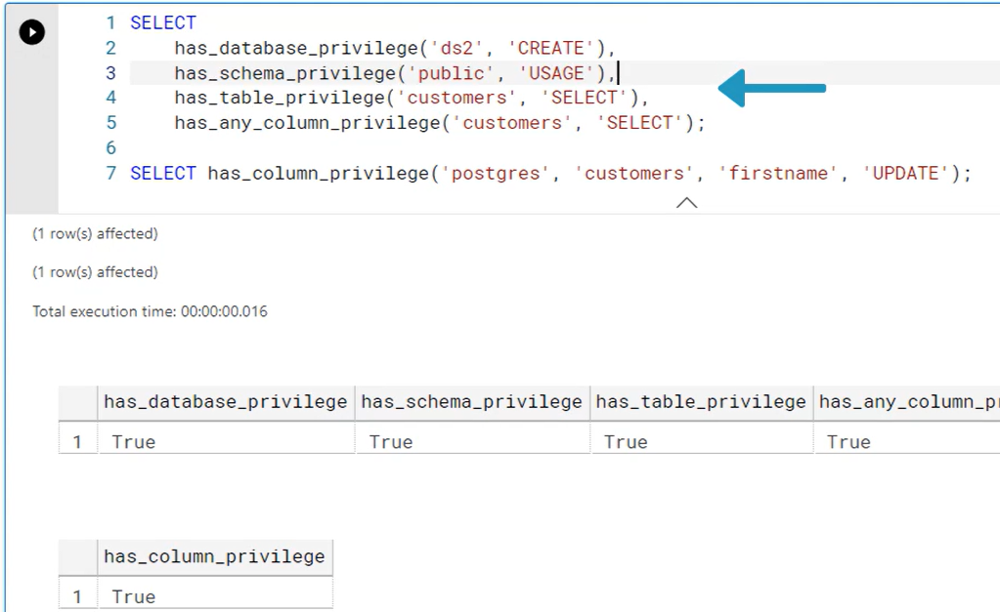 1 SELECT
2 has_database_privilege('ds2', 'CREATE'),
3 has_schema_privilege('public', 'USAGE'),
4 has_table_privilege('customers', 'SELECT'),
5 has_any_column_privilege('customers', 'SELECT');
6
7 SELECT has_column_privilege('postgres', 'customers', 'firstname', 'UPDATE');
(1 row(s) affected)
(1 row(s) affected)
Total execution time: 00:00:00.016
has_database_privilege has_schema_privilege has_table_privilege has_any_column_pr
1 True True True True
has_column_privilege
1 True